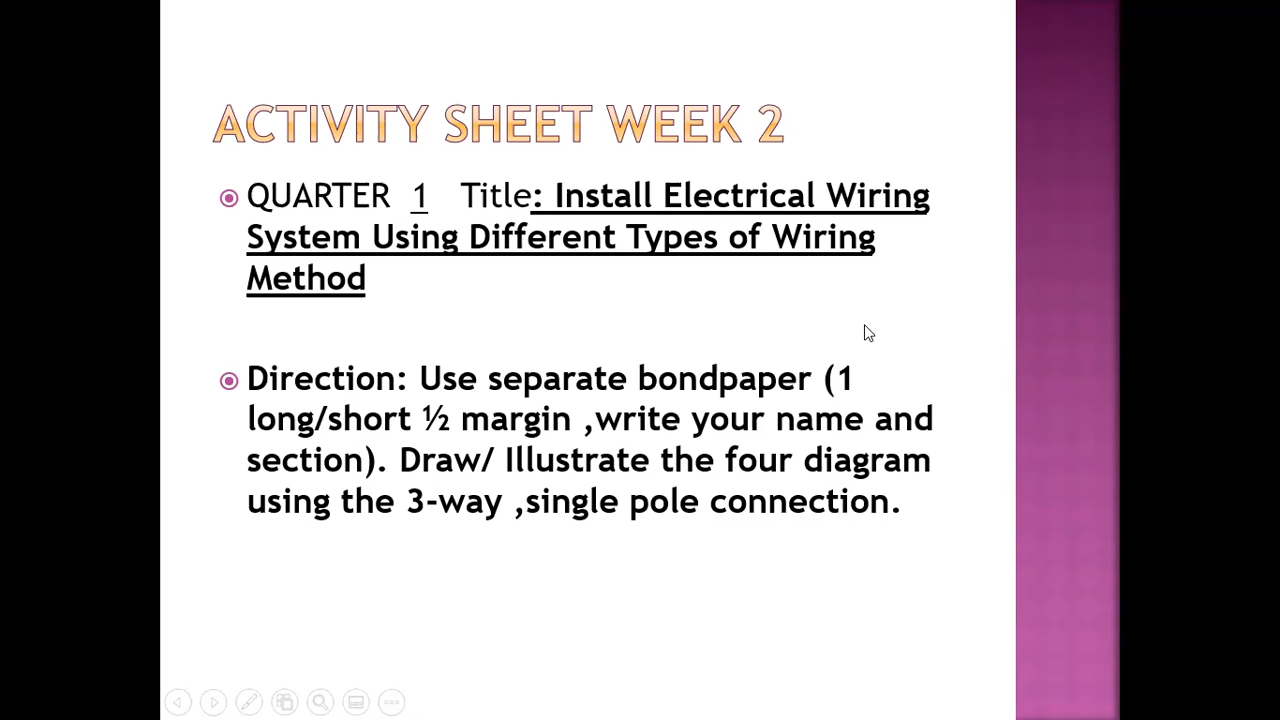 ACTIVITY SHEET WEEK 2
QUARTER 1 Title: Install Electrical Wiring
System Using Different Types of Wiring
Method
Direction: Use separate bondpaper (1
long/short ½ margin ,write your name and
section). Draw/ Illustrate the four diagram
using the 3-way ,single pole connection.